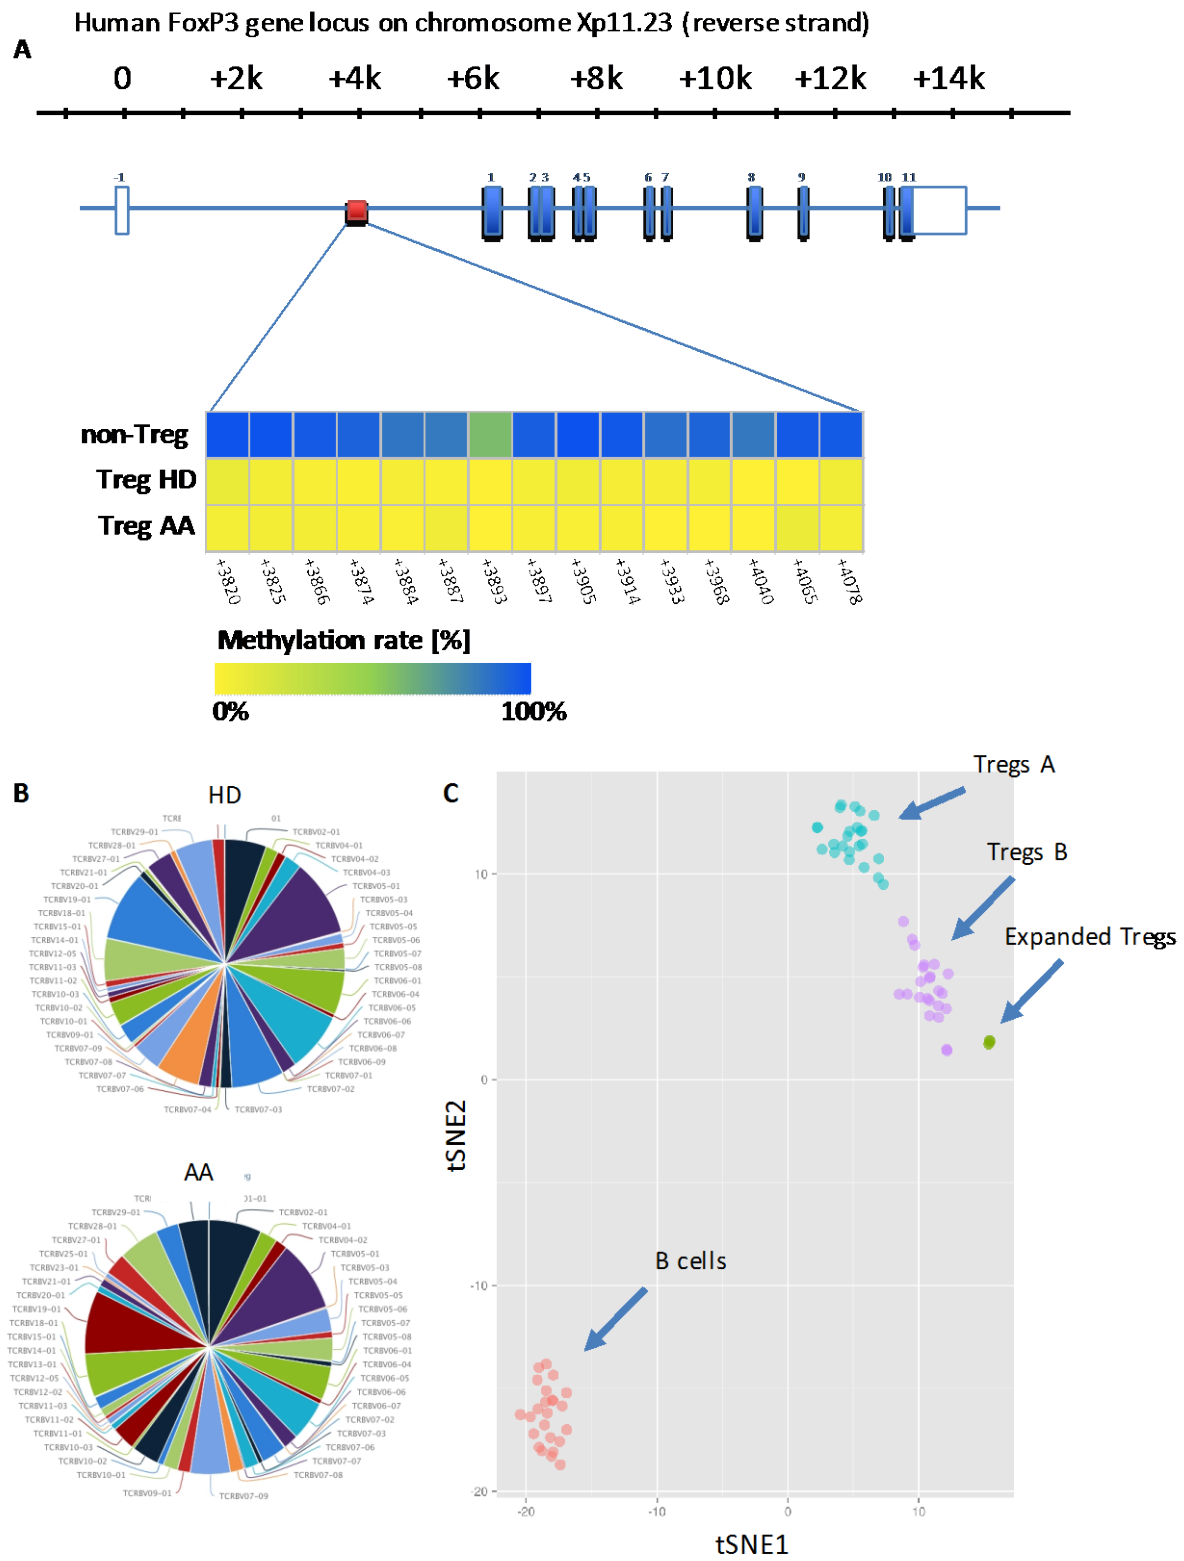 Human FoxP3 gene locus on chromosome Xp11.23 (reverse strand)
A
0 +2k +4k +6k +8k +10k +12k +14k
-1 1 2 3 4 5 6 7 8 9 10 11
non-Treg
Treg HD
Treg AA
+3820 +3825 +3866 +3874 +3884 +3887 +3893 +3897 +3905 +3914 +3933 +3968 +4040 +4065 +4078
Methylation rate [%]
0% 100%
B
HD
TCRE
01
TCRBV29-01
TCRBV28-01
TCRBV27-01
TCRBV21-01
TCRBV20-01
TCRBV19-01
TCRBV18-01
TCRBV15-01
TCRBV14-01
TCRBV12-05
TCRBV11-03
TCRBV11-02
TCRBV10-03
TCRBV10-02
TCRBV10-01
TCRBV09-01
TCRBV07-09
TCRBV07-08
TCRBV07-07
TCRBV07-06
TCRBV07-04
TCRBV02-01
TCRBV04-01
TCRBV04-02
TCRBV04-03
TCRBV05-01
TCRBV05-03
TCRBV05-04
TCRBV05-05
TCRBV05-06
TCRBV05-07
TCRBV05-08
TCRBV06-01
TCRBV06-04
TCRBV06-05
TCRBV06-06
TCRBV06-08
TCRBV06-09
TCRBV07-01
TCRBV07-02
TCRBV07-03
AA
TCRI
01-01
TCRBV29-01
TCRBV28-01
TCRBV27-01
TCRBV25-01
TCRBV23-01
TCRBV21-01
TCRBV20-01
TCRBV19-01
TCRBV18-01
TCRBV15-01
TCRBV14-01
TCRBV13-01
TCRBV12-05
TCRBV12-02
TCRBV11-03
TCRBV11-02
TCRBV11-01
TCRBV10-03
TCRBV10-02
TCRBV10-01
TCRBV09-01
TCRBV02-01
TCRBV04-01
TCRBV04-02
TCRBV05-01
TCRBV05-03
TCRBV05-04
TCRBV05-05
TCRBV05-06
TCRBV05-07
TCRBV05-08
TCRBV06-01
TCRBV06-04
TCRBV06-05
TCRBV06-06
TCRBV06-07
TCRBV07-02
TCRBV07-03
TCRBV07-06
TCRBV07-07
TCRBV07-08
TCRBV07-09
C
Tregs A
Tregs B
Expanded Tregs
B cells
10
0
-10
-20
tSNE2
-20 -10 0 10
tSNE1